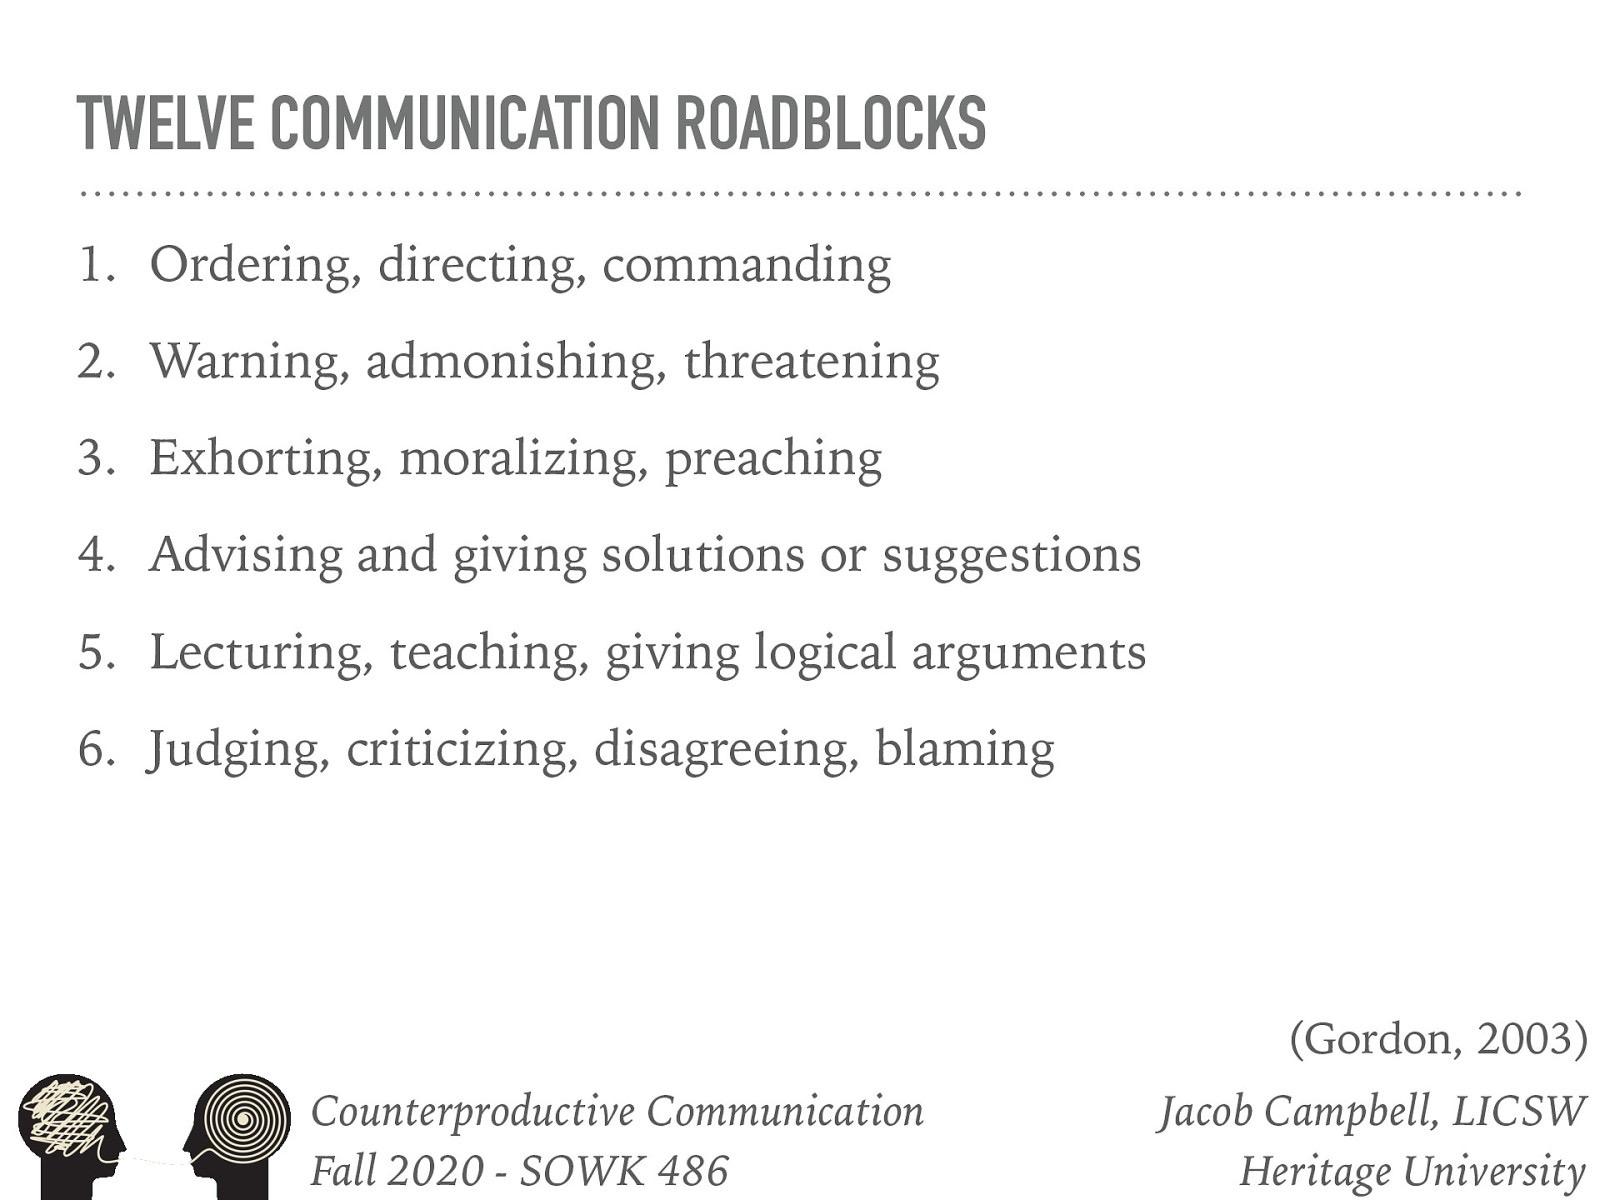 TWELVE COMMUNICATION ROADBLOCKS
1. Ordering, directing, commanding
2. Warning, admonishing, threatening
3. Exhorting, moralizing, preaching
4. Advising and giving solutions or suggestions
5. Lecturing, teaching, giving logical arguments
6. Judging, criticizing, disagreeing, blaming
(Gordon, 2003)
Counterproductive Communication
Fall 2020 - SOWK 486
Jacob Campbell, LICSW
Heritage University